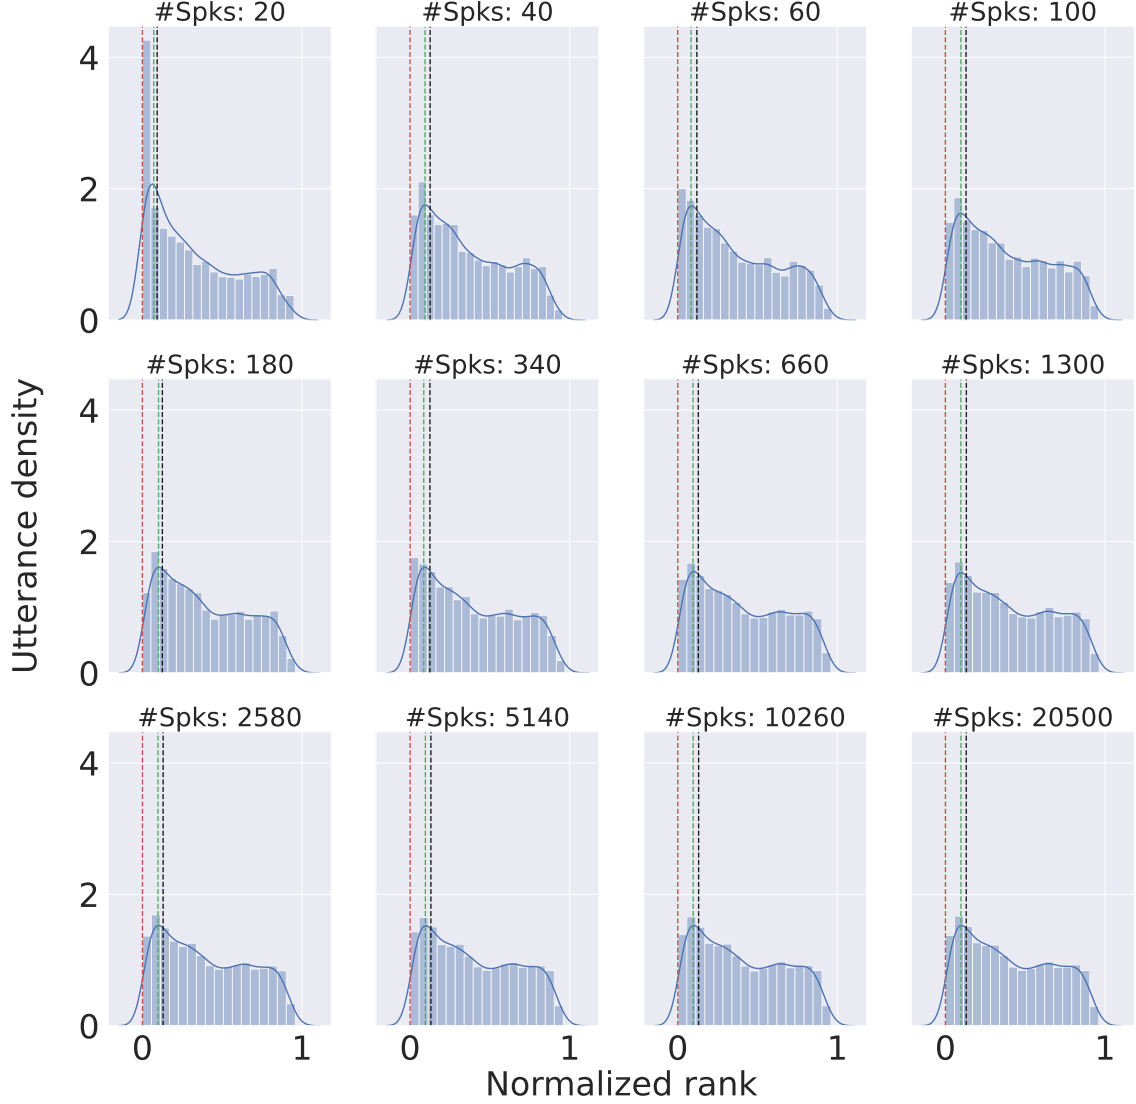 #Spks: 20 #Spks: 40 #Spks: 60 #Spks: 100
4
2
0
#Spks: 180 #Spks: 340 #Spks: 660 #Spks: 1300
4
2
0
Utterance density
#Spks: 2580 #Spks: 5140 #Spks: 10260 #Spks: 20500
4
2
0
0 1 0 1 0 1 0 1
Normalized rank